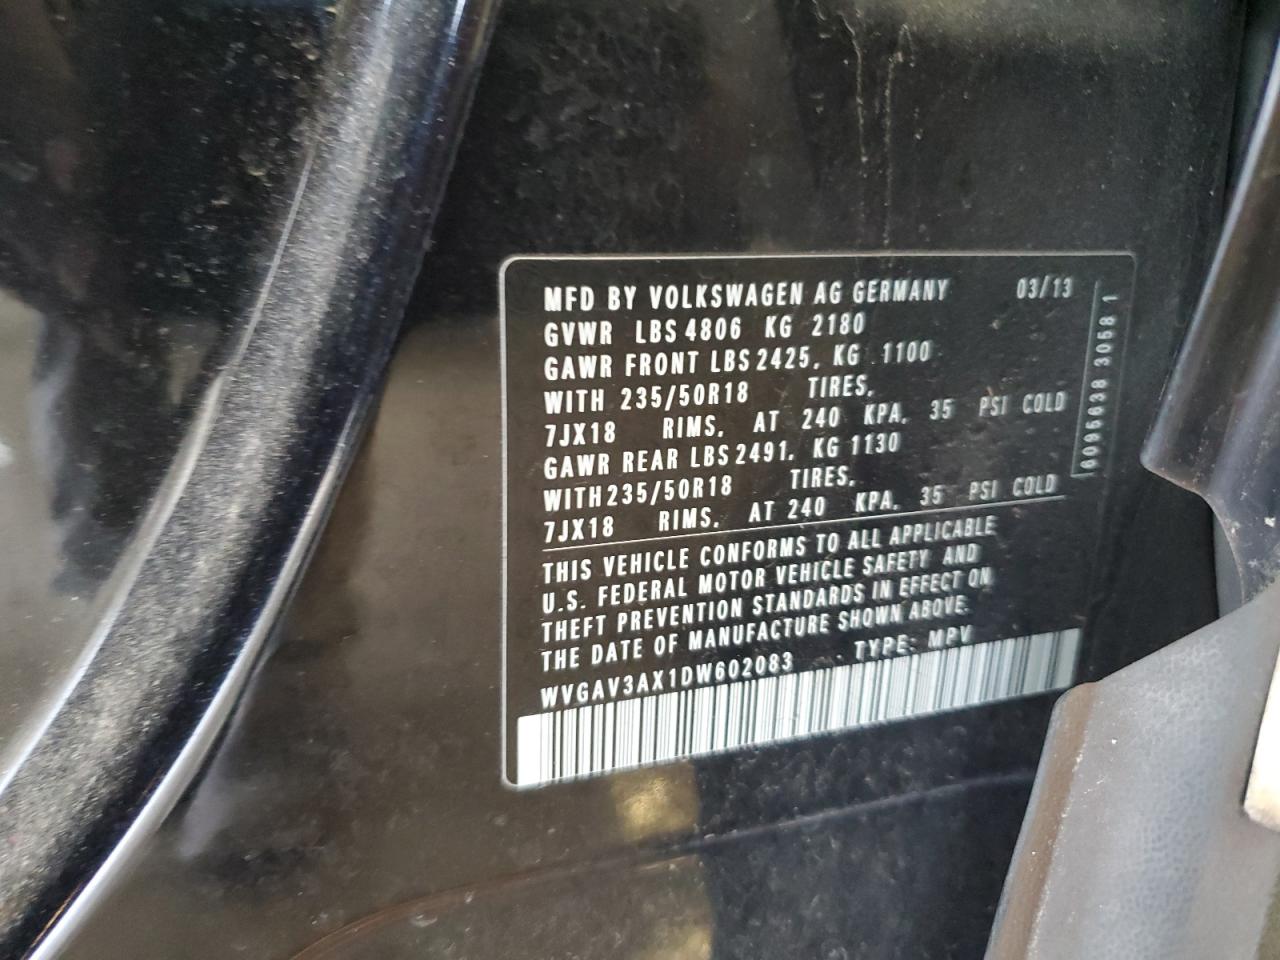 MFD BY VOLKSWAGEN AG GERMANY 03/13
GVWR LBS 4806 KG 2180
GAWR FRONT LBS 2425. KG 1100
WITH 235/50R18 TIRES.
7JX18 RIMS. AT 240 KPA. 35 PSI COLD
GAWR REAR LBS 2491. KG 1130
WITH 235/50R18 TIRES.
7JX18 RIMS. AT 240 KPA. 35 PSI COLD
THIS VEHICLE CONFORMS TO ALL APPLICABLE
U.S. FEDERAL MOTOR VEHICLE SAFETY AND
THEFT PREVENTION STANDARDS IN EFFECT ON
THE DATE OF MANUFACTURE SHOWN ABOVE.
WVGAV3AX1DW602083 TYPE: MPV
6095638 3058 1